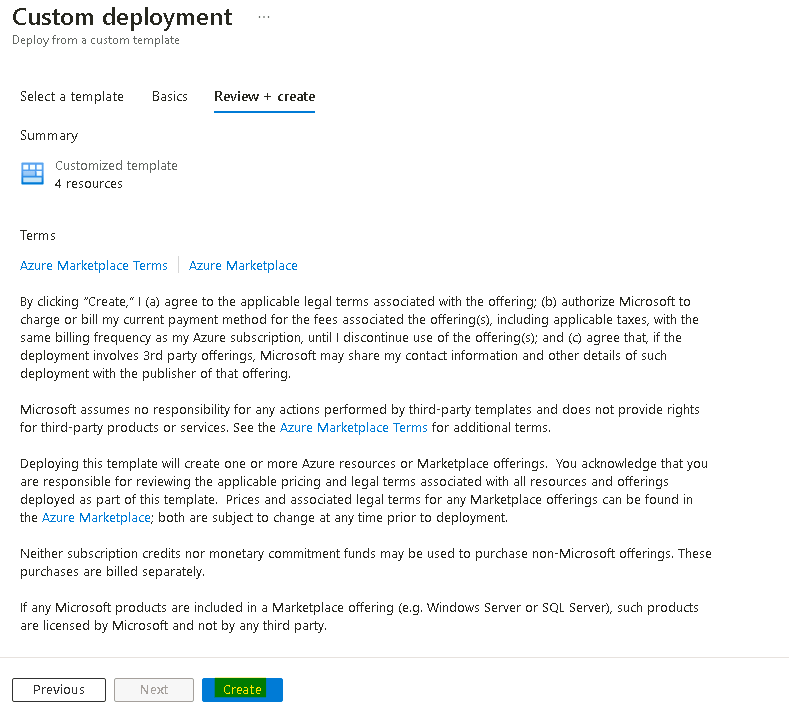 Custom deployment ...
Deploy from a custom template
Select a template Basics Review + create
Summary
Customized template
4 resources
Terms
Azure Marketplace Terms Azure Marketplace
By clicking "Create," I (a) agree to the applicable legal terms associated with the offering; (b) authorize Microsoft to
charge or bill my current payment method for the fees associated the offering(s), including applicable taxes, with the
same billing frequency as my Azure subscription, until I discontinue use of the offering(s); and (c) agree that, if the
deployment involves 3rd party offerings, Microsoft may share my contact information and other details of such
deployment with the publisher of that offering.
Microsoft assumes no responsibility for any actions performed by third-party templates and does not provide rights
for third-party products or services. See the Azure Marketplace Terms for additional terms.
Deploying this template will create one or more Azure resources or Marketplace offerings. You acknowledge that you
are responsible for reviewing the applicable pricing and legal terms associated with all resources and offerings
deployed as part of this template. Prices and associated legal terms for any Marketplace offerings can be found in
the Azure Marketplace; both are subject to change at any time prior to deployment.
Neither subscription credits nor monetary commitment funds may be used to purchase non-Microsoft offerings. These
purchases are billed separately.
If any Microsoft products are included in a Marketplace offering (e.g. Windows Server or SQL Server), such products
are licensed by Microsoft and not by any third party.
Previous Next Create